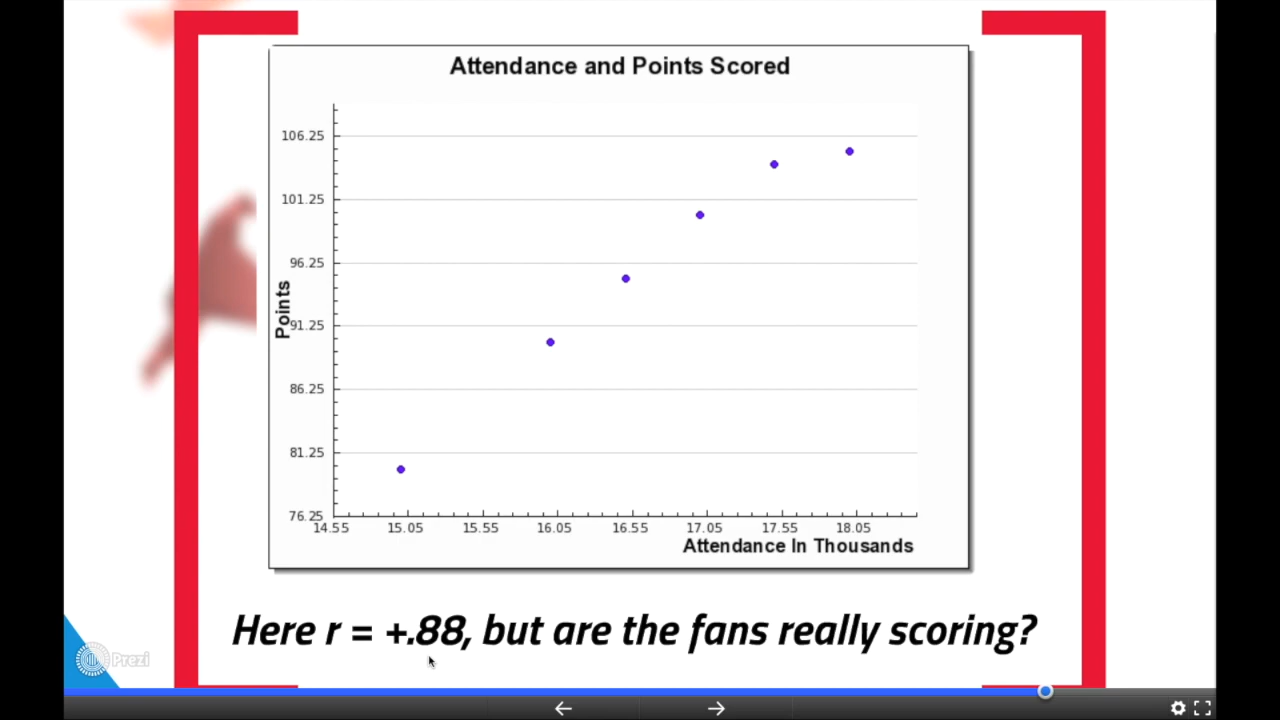 Attendance and Points Scored
106.25
101.25
96.25
91.25
86.25
81.25
76.25
Points
14.55 15.05 15.55 16.05 16.55 17.05 17.55 18.05
Attendance In Thousands
Here r = +.88, but are the fans really scoring?
Prezi